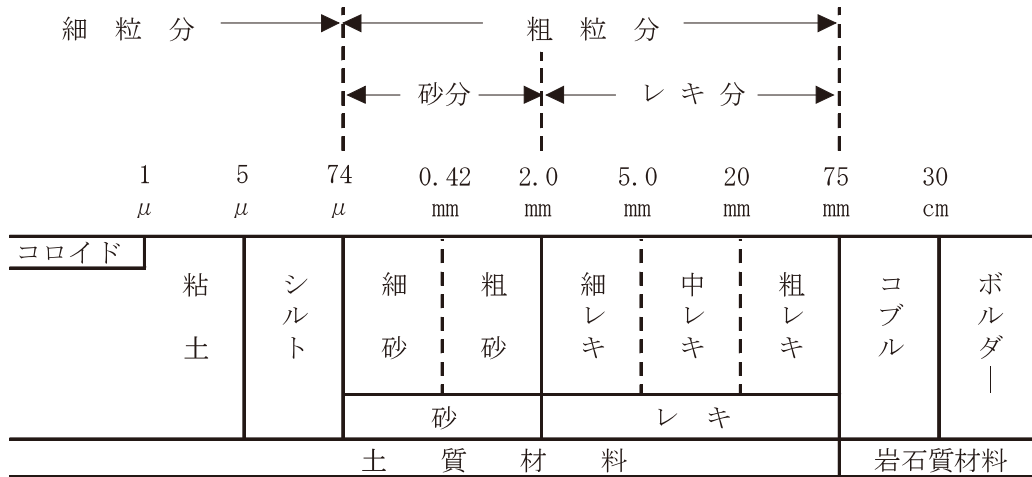 細粒分 粗粒分
砂分 レキ分
1 5 74 0.42 2.0 5.0 20 75 30
μ μ μ mm mm mm mm mm cm
コロイド
粘土 シルト 細砂 粗砂 細レキ 中レキ 粗レキ コブル ボルダー
砂 レキ
土質材料 岩石質材料